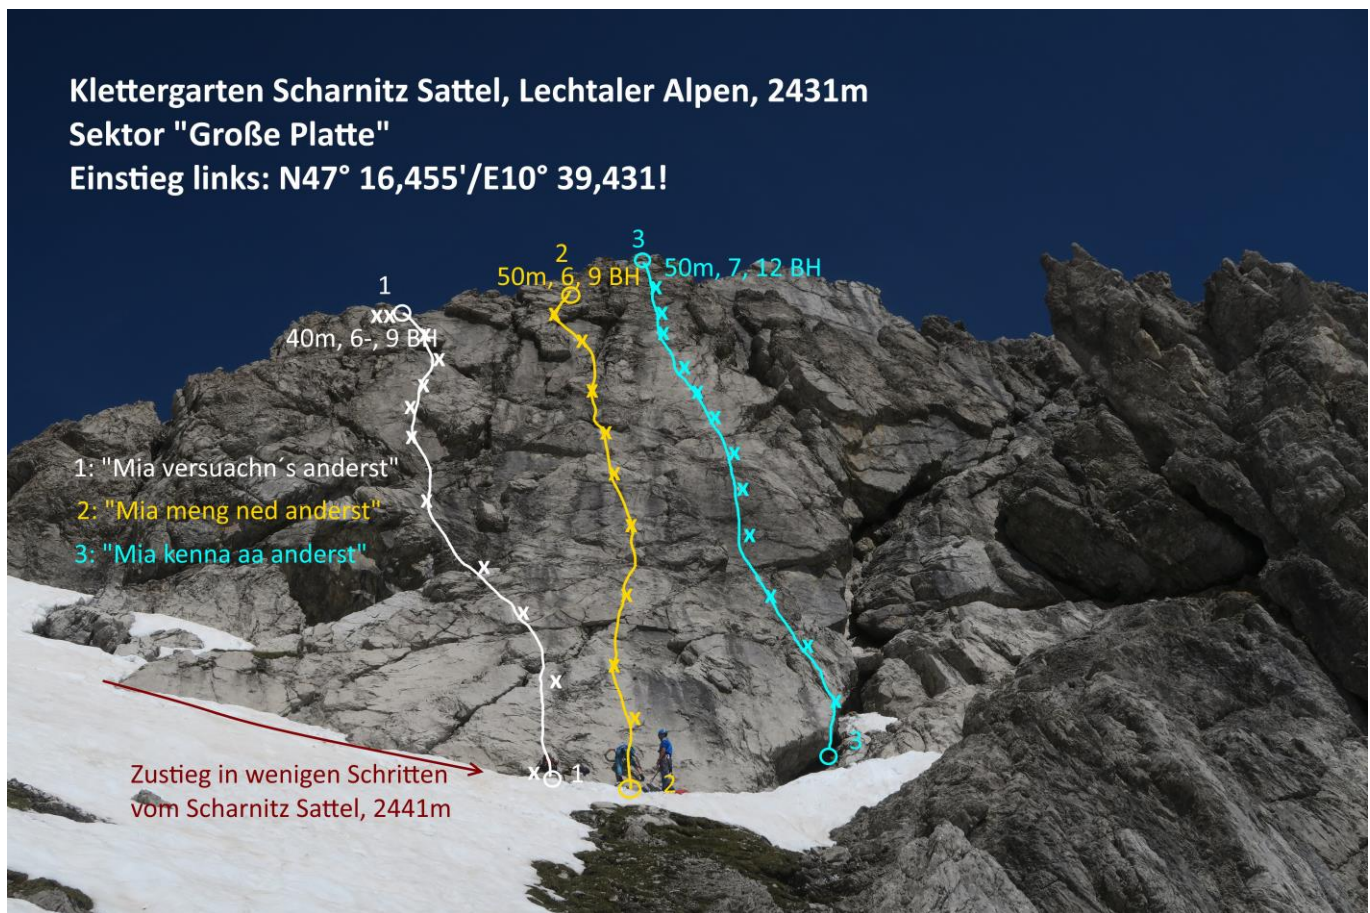 Klettergarten Scharnitz Sattel, Lechtaler Alpen, 2431m
Sektor "Große Platte"
Einstieg links: N47° 16,455'/E10° 39,431!
3
2
50m, 7, 12 BH
50m, 6, 9 BH
1
40m, 6-, 9 BH
1: "Mia versuachn´s anderst"
2: "Mia meng ned anderst"
3: "Mia kenna aa anderst"
3
Zustieg in wenigen Schritten
vom Scharnitz Sattel, 2441m
1
2